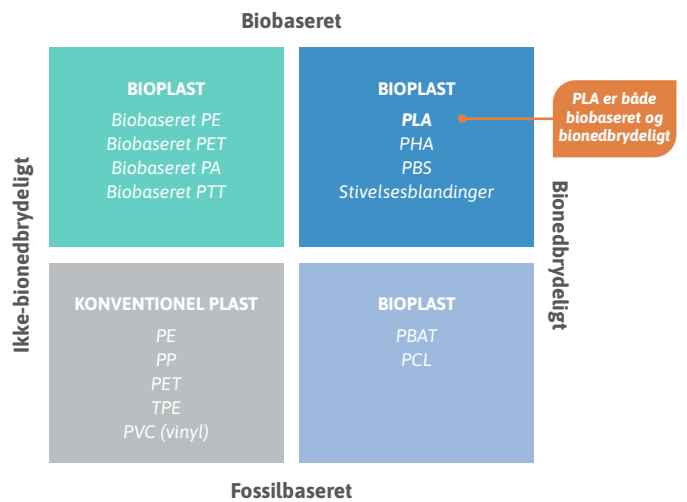 Biobaseret
BIOPLAST
Biobaseret PE
Biobaseret PET
Biobaseret PA
Biobaseret PTT
BIOPLAST
PLA
PHA
PBS
Stivelsesblandinger
PLA er både
biobaseret og
bionedbrydeligt
Ikke-bionedbrydeligt
Bionedbrydeligt
KONVENTIONEL PLAST
PE
PP
PET
TPE
PVC (vinyl)
BIOPLAST
PBAT
PCL
Fossilbaseret